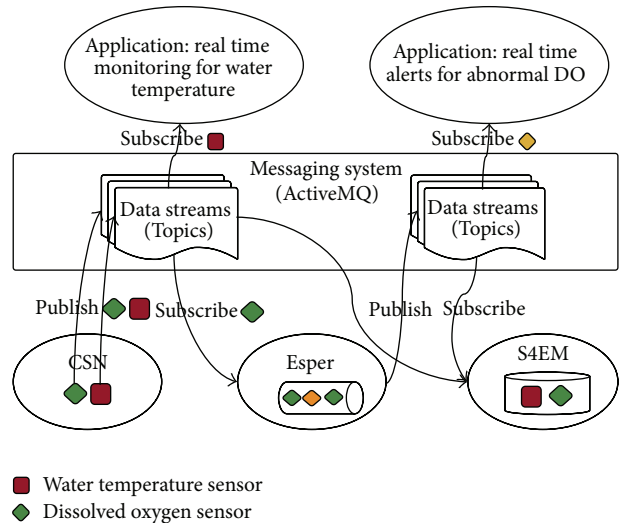 Application: real time
monitoring for water
temperature
Application: real time
alerts for abnormal DO
Subscribe
Subscribe
Messaging system
(ActiveMQ)
Data streams
(Topics)
Data streams
(Topics)
Publish
Subscribe
Publish
Subscribe
CSN
Esper
S4EM
Water temperature sensor
Dissolved oxygen sensor